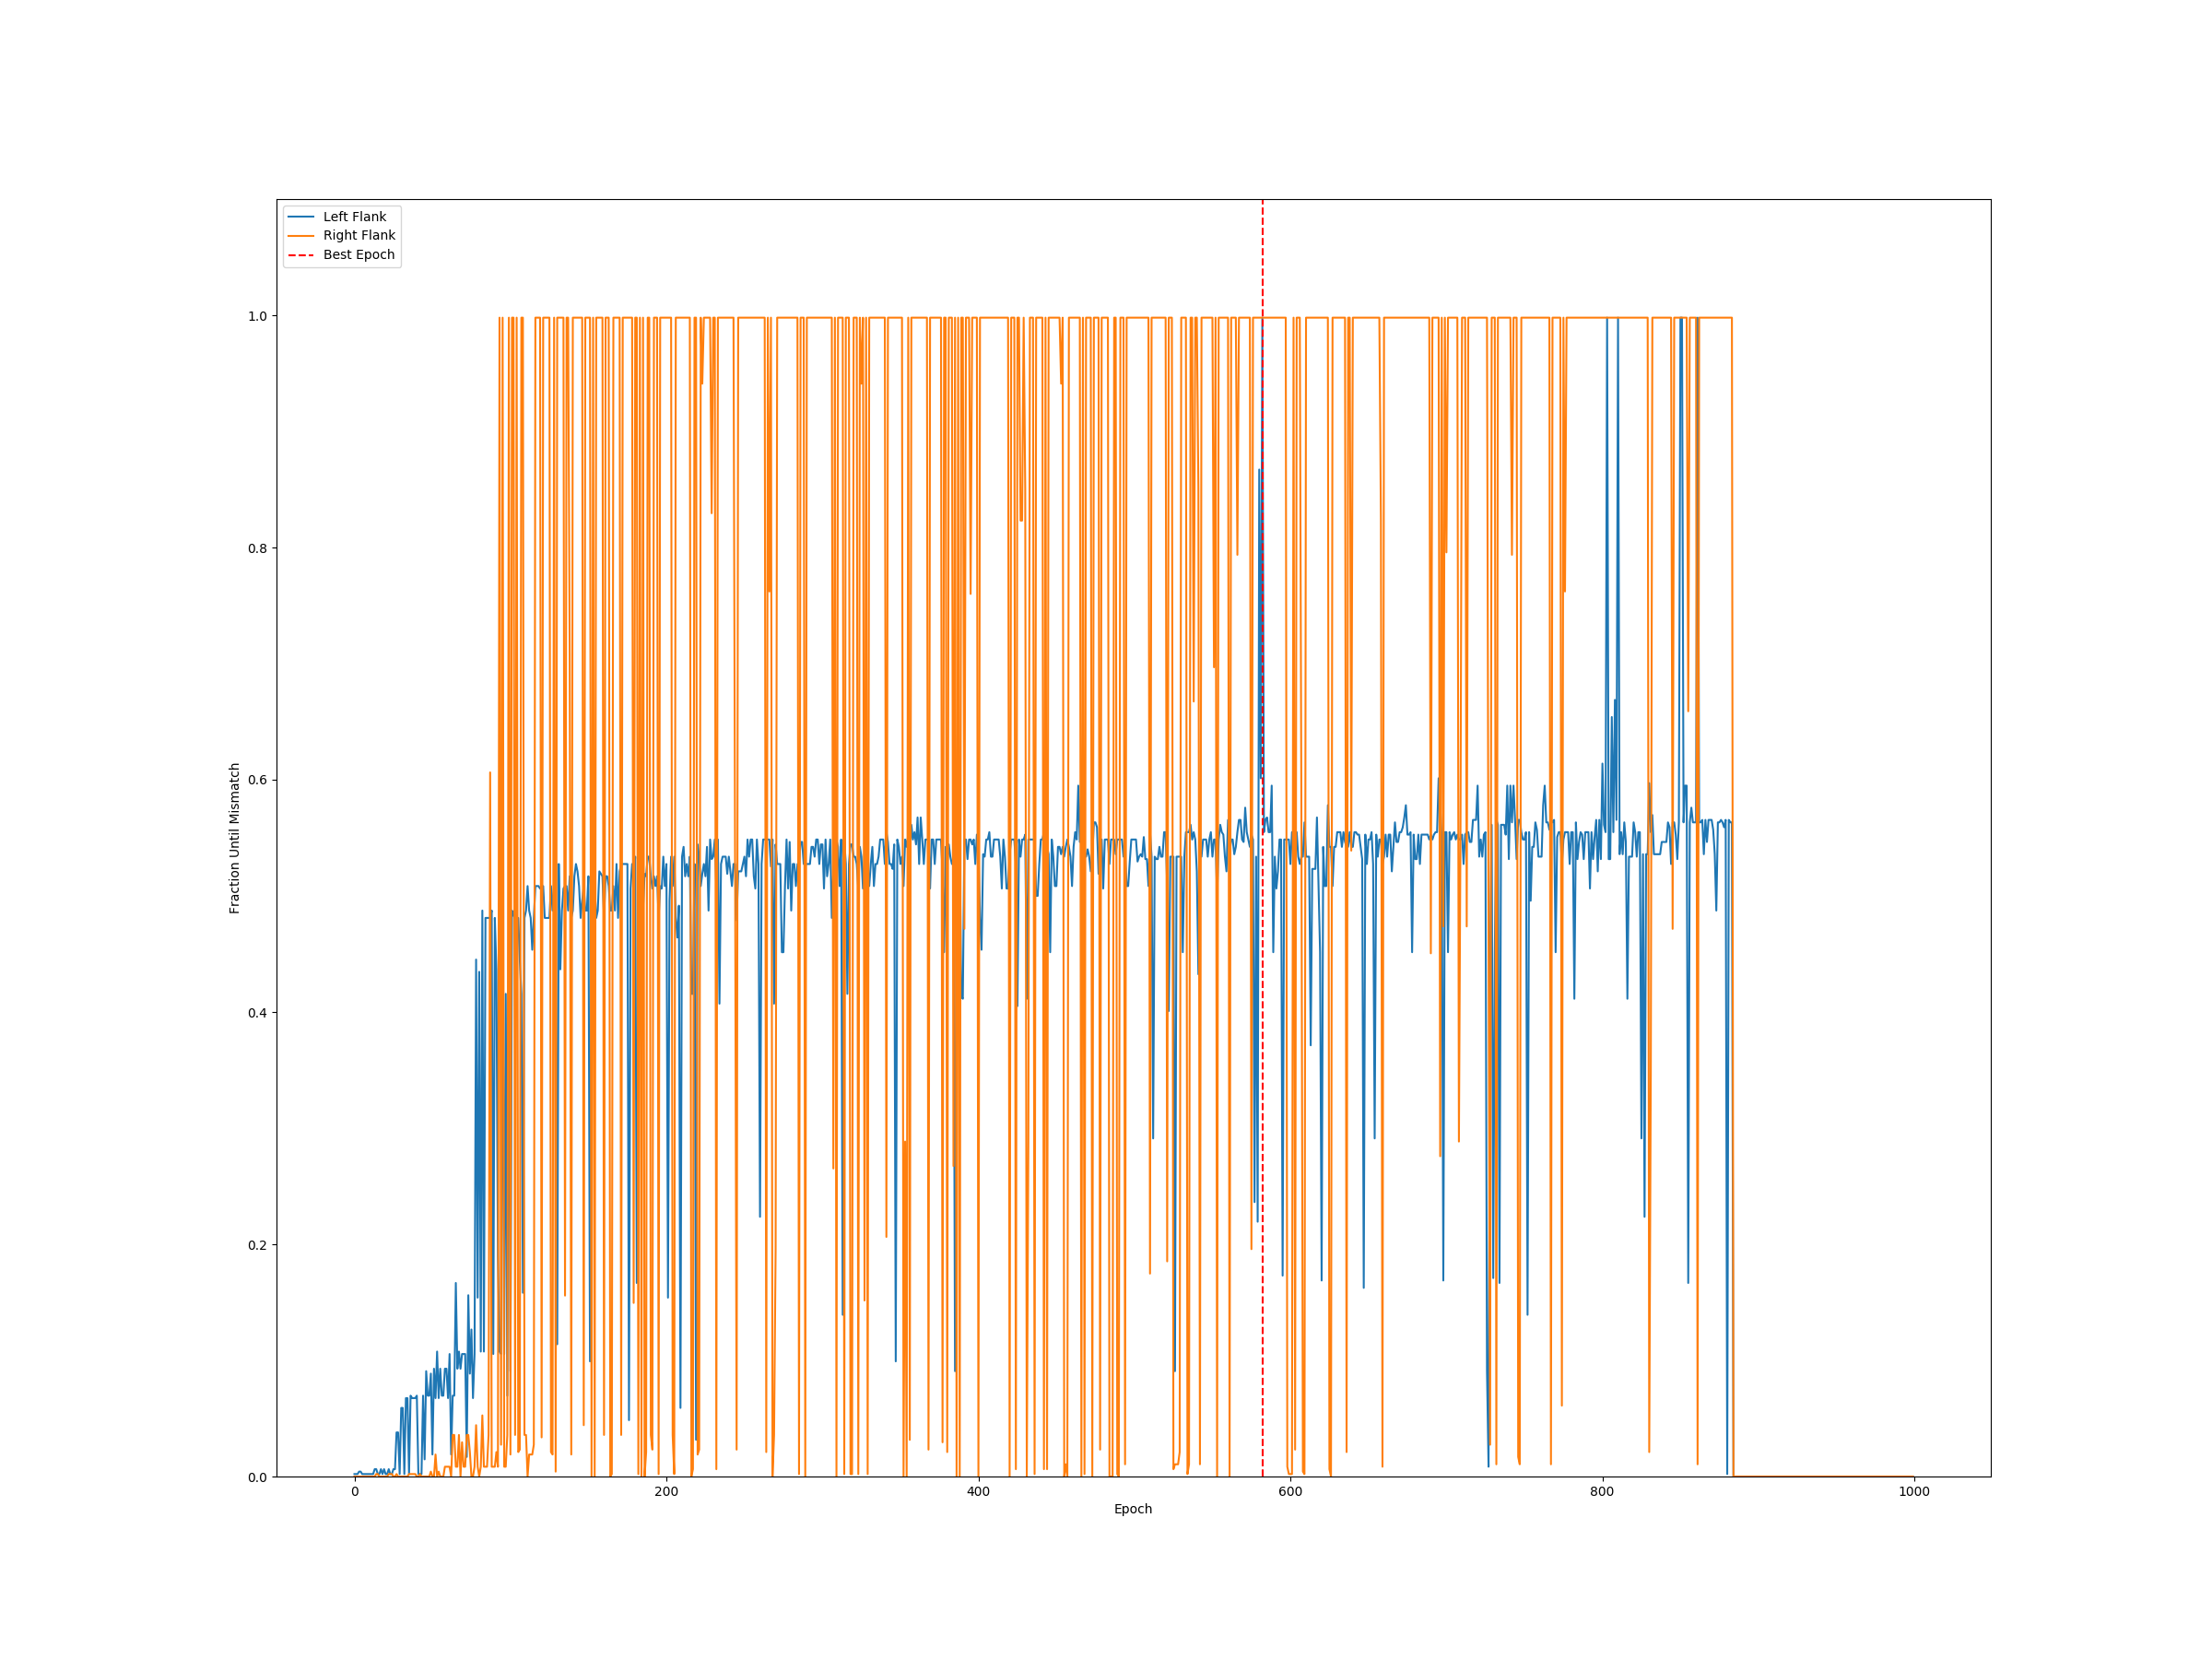 Left Flank
Right Flank
Best Epoch
1.0
0.8
0.6
0.4
0.2
0.0
Fraction Until Mismatch
0 200 400 600 800 1000
Epoch